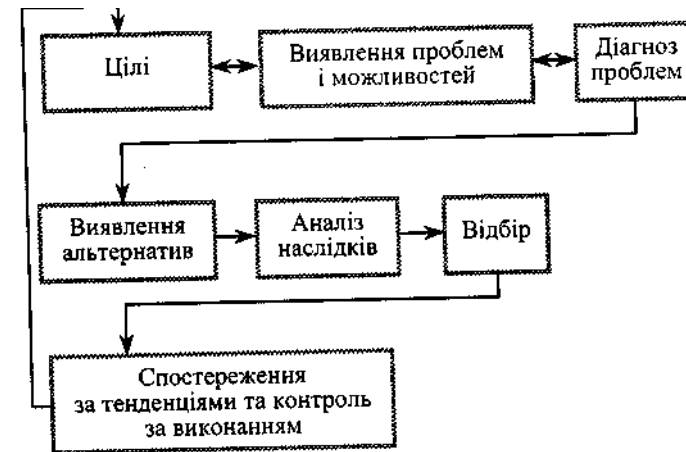 Цілі
Виявлення проблем
і можливостей
Діагноз
проблем
Виявлення
альтернатив
Аналіз
наслідків
Відбір
Спостереження
за тенденціями та контроль
за виконанням